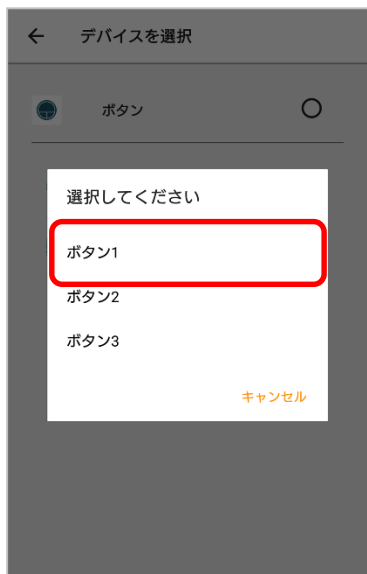 デバイスを選択
ボタン
選択してください
ボタン1
ボタン2
ボタン3
キャンセル